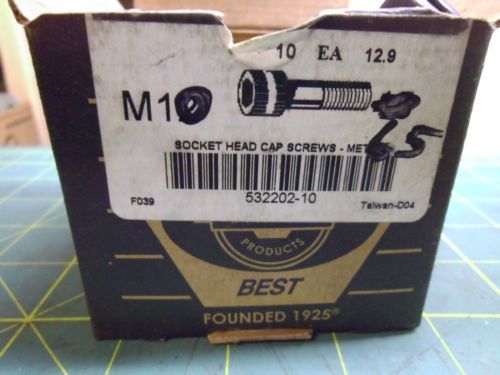 10 EA 12.9
M10
65
SOCKET HEAD CAP SCREWS - MET
532202-10
F039
Taiwan-D04
PRODUCTS
BEST
FOUNDED 1925®